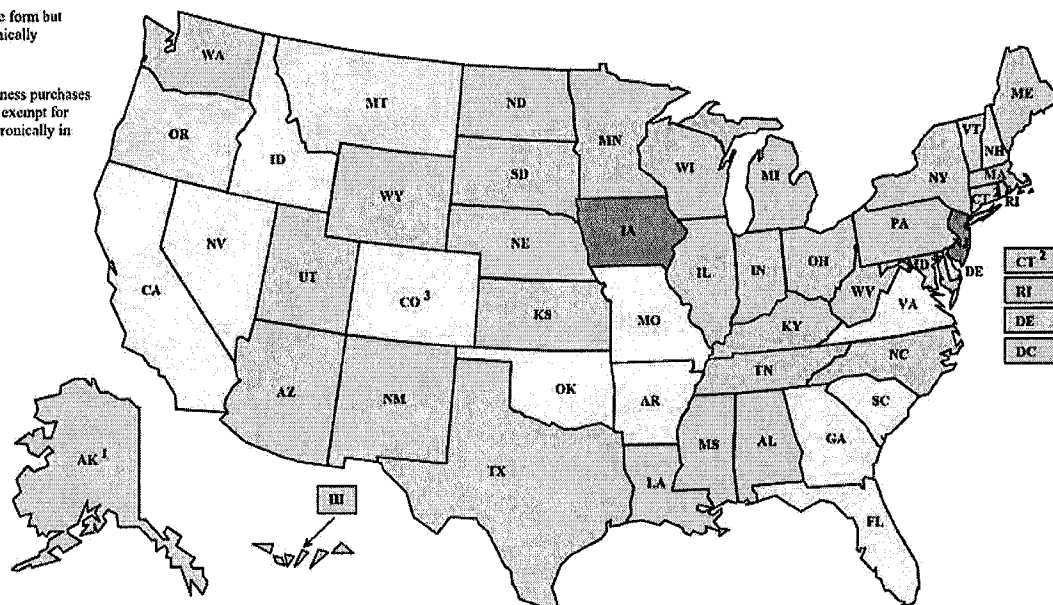 e form but
nically
ness purchases
exempt for
ronically in
WA
MT
ND
MN
ME
OR
ID
SD
WI
MI
VT
NH
NY
MA
CT
RI
WY
IA
PA
NE
NV
UT
CO 3
IL
IN
OH
MD
DE
CT 2
RI
DE
DC
CA
KS
MO
WV
VA
KY
NC
TN
AZ
NM
OK
AR
SC
MS
AL
GA
TX
LA
AK 1
HI
FL